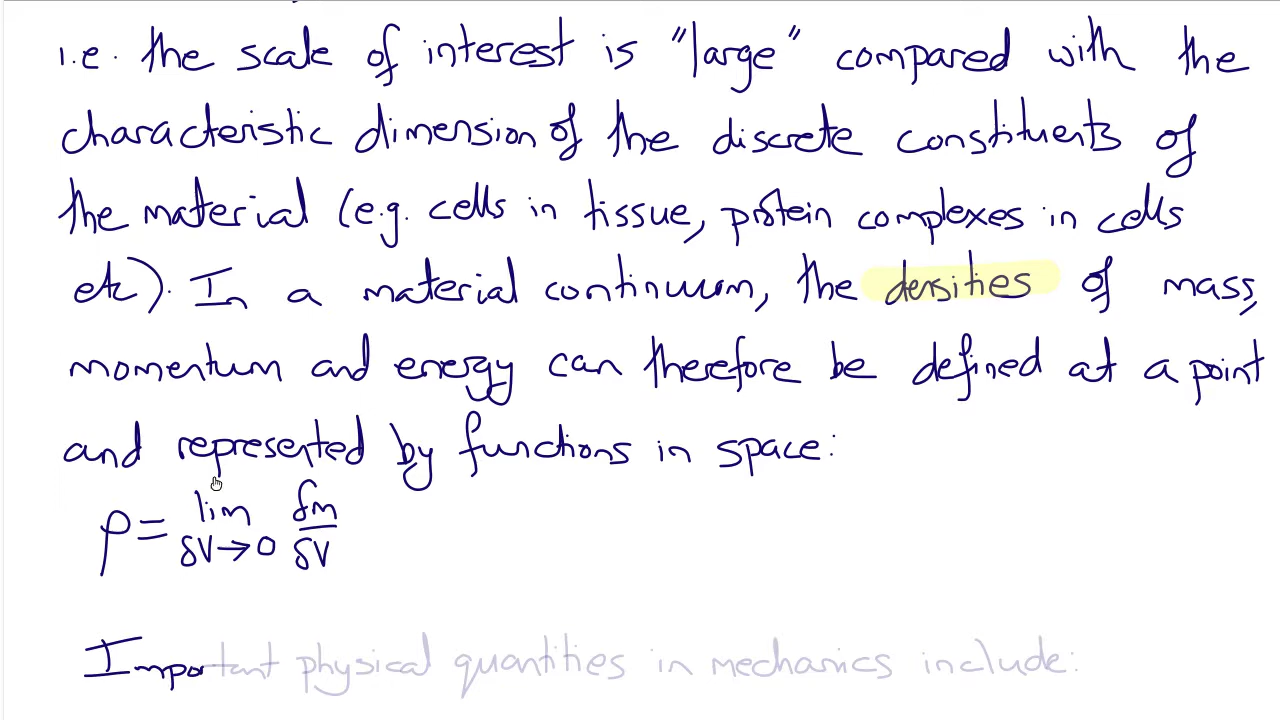 i.e. the scale of interest is "large" compared with the
characteristic dimension of the discrete constituents of
the material (e.g. cells in tissue, protein complexes in cells
etc). In a material continuum, the densities of mass,
momentum and energy can therefore be defined at a point
and represented by functions in space:
ρ = lim δV→0 δm/δV
Important physical quantities in mechanics include: